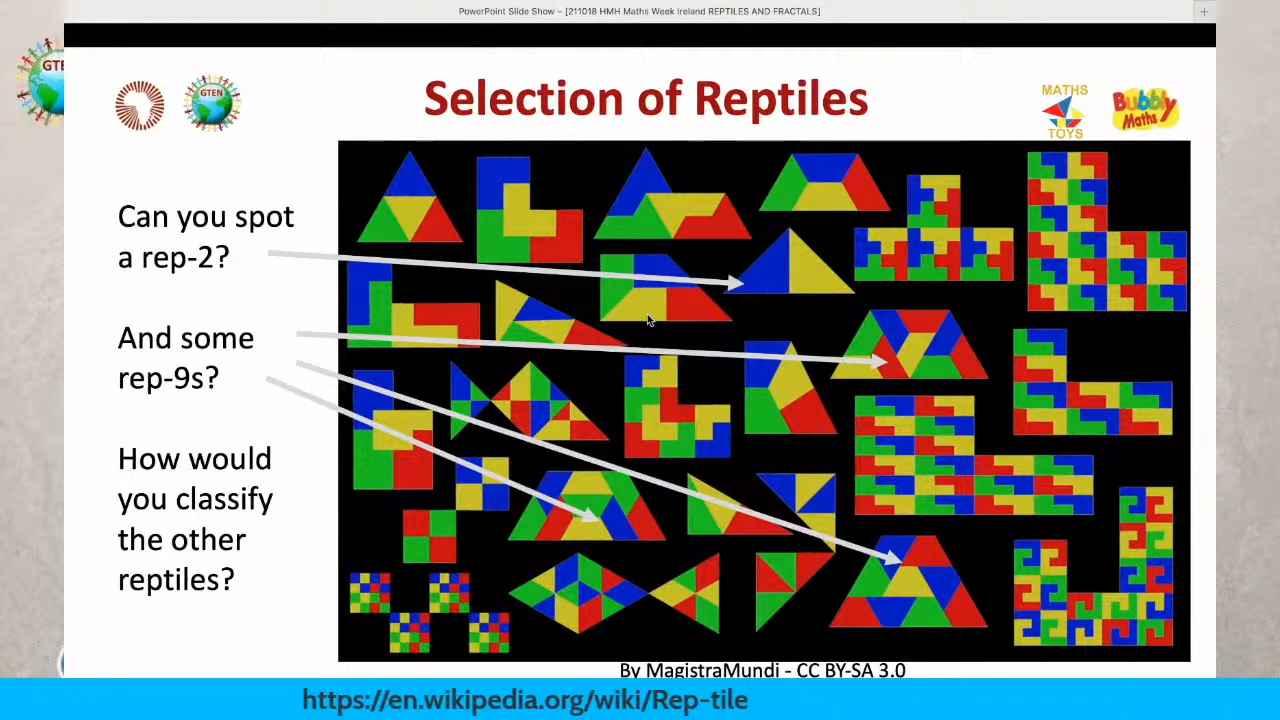 PowerPoint Slide Show – [211018 HMH Maths Week Ireland REPTILES AND FRACTALS]
GTEN
Selection of Reptiles
MATHS
TOYS
Bubbly
Maths
Can you spot
a rep-2?
And some
rep-9s?
How would
you classify
the other
reptiles?
By MagistraMundi - CC BY-SA 3.0
https://en.wikipedia.org/wiki/Rep-tile